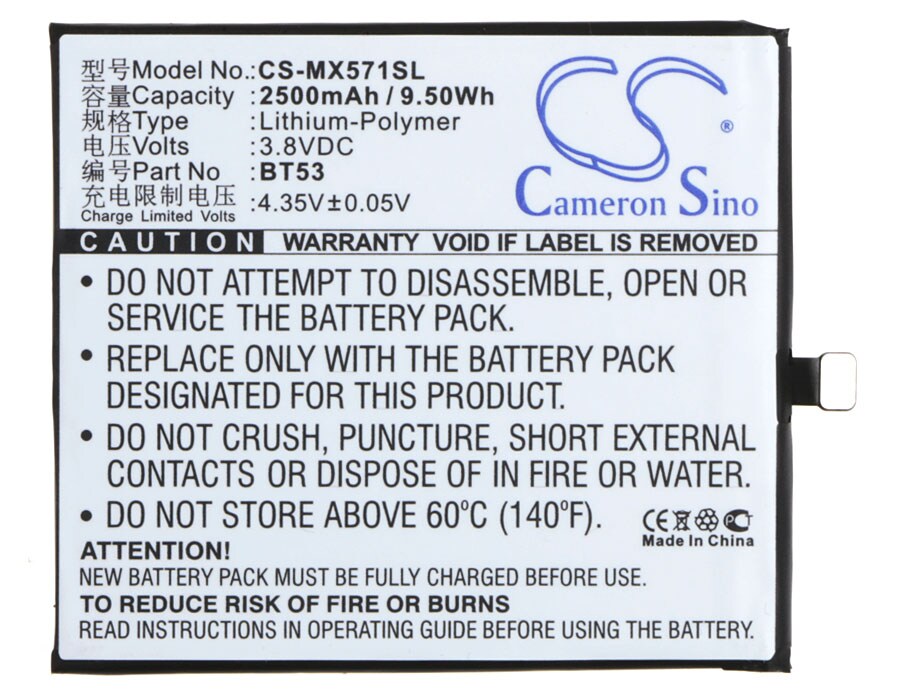 型号Model No.:CS-MX571SL
容量Capacity :2500mAh / 9.50Wh
规格Type :Lithium-Polymer
电压Volts :3.8VDC
编号Part No :BT53
充电限制电压 :4.35V±0.05V
Charge Limited Volts
CS ®
Cameron Sino
CAUTION WARRANTY VOID IF LABEL IS REMOVED
• DO NOT ATTEMPT TO DISASSEMBLE, OPEN OR
SERVICE THE BATTERY PACK.
• REPLACE ONLY WITH THE BATTERY PACK
DESIGNATED FOR THIS PRODUCT.
• DO NOT CRUSH, PUNCTURE, SHORT EXTERNAL
CONTACTS OR DISPOSE OF IN FIRE OR WATER.
• DO NOT STORE ABOVE 60ºC (140ºF).
CE PCT
Made In China
ATTENTION!
NEW BATTERY PACK MUST BE FULLY CHARGED BEFORE USE.
TO REDUCE RISK OF FIRE OR BURNS
READ INSTRUCTIONS IN OPERATING GUIDE BEFORE USING THE BATTERY.